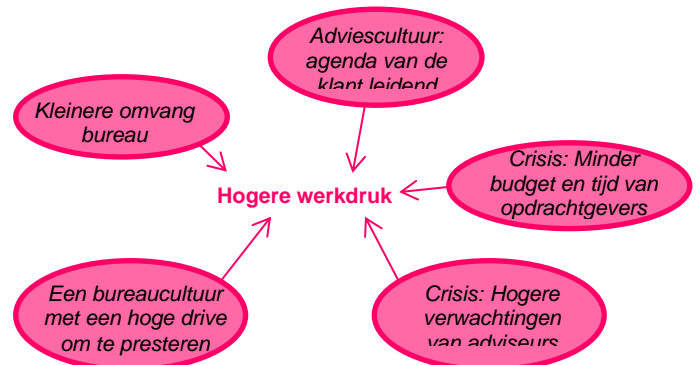 Adviescultuur:
agenda van de
klant leidend
Kleinere omvang
bureau
Crisis: Minder
budget en tijd van
opdrachtgevers
Hogere werkdruk
Een bureaucultuur
met een hoge drive
om te presteren
Crisis: Hogere
verwachtingen
van adviseurs